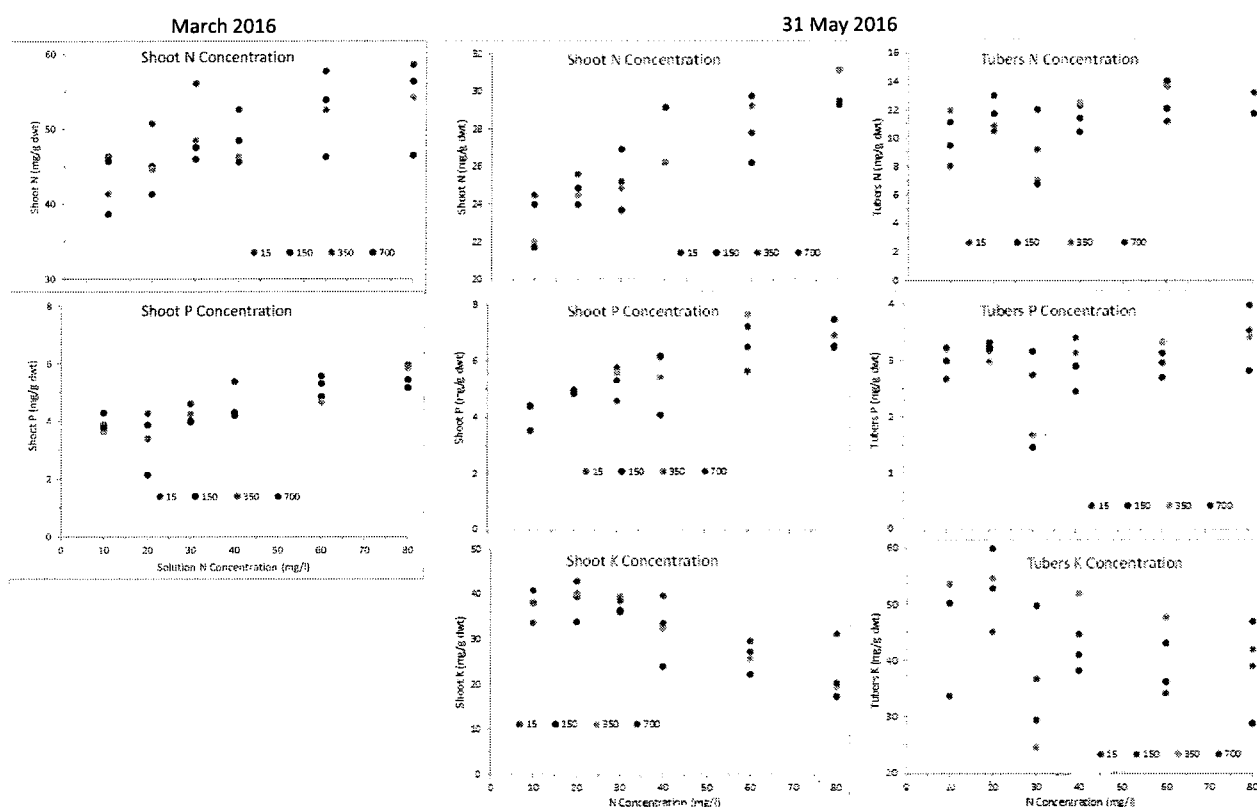 March 2016
31 May 2016
Shoot N Concentration
Shoot N (mg/g dwt)
60
50
40
30
15 150 350 700
Shoot N Concentration
Shoot N (mg/g dwt)
32
30
28
26
24
22
20
15 150 350 700
Tubers N Concentration
Tubers N (mg/g dwt)
16
14
12
10
8
6
4
2
0
15 150 350 700
Shoot P Concentration
Shoot P (mg/g dwt)
8
6
4
2
0
15 150 350 700
0 10 20 30 40 50 60 70 80
Solution N Concentration (mg/l)
Shoot P Concentration
Shoot P (mg/g dwt)
8
6
4
2
0
15 150 350 700
Tubers P Concentration
Tubers P (mg/g dwt)
4
3
2
1
0
15 150 350 700
Shoot K Concentration
Shoot K (mg/g dwt)
50
40
30
20
10
0
15 150 350 700
0 10 20 30 40 50 60 70 80
N Concentration (mg/l)
Tubers K Concentration
Tubers K (mg/g dwt)
60
50
40
30
20
15 150 350 700
0 10 20 30 40 50 60 70 80
N Concentration (mg/l)